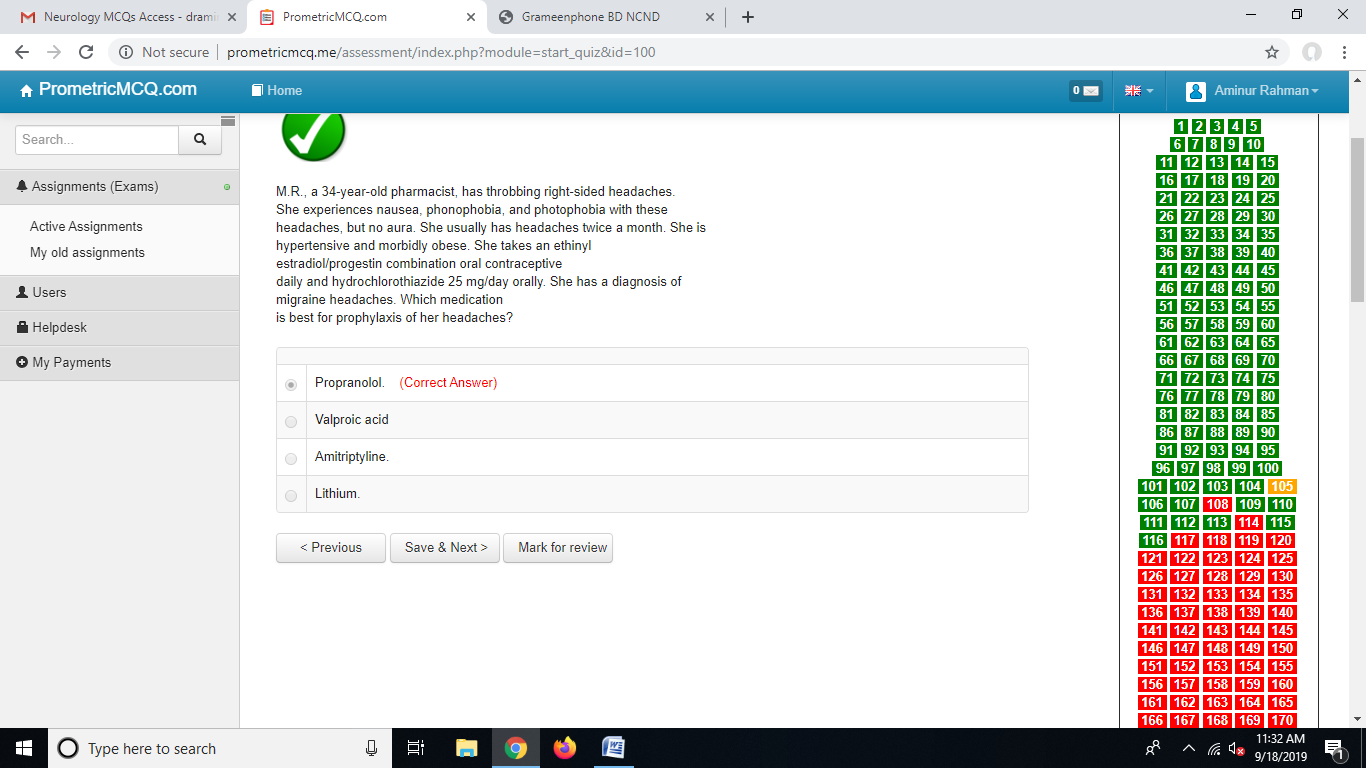 Neurology MCQs Access - drami
PrometricMCQ.com
Grameenphone BD NCND
Not secure | prometricmcq.me/assessment/index.php?module=start_quiz&id=100
PrometricMCQ.com
Home
0
Aminur Rahman
Search...
Assignments (Exams)
Active Assignments
My old assignments
Users
Helpdesk
My Payments
M.R., a 34-year-old pharmacist, has throbbing right-sided headaches.
She experiences nausea, phonophobia, and photophobia with these
headaches, but no aura. She usually has headaches twice a month. She is
hypertensive and morbidly obese. She takes an ethinyl
estradiol/progestin combination oral contraceptive
daily and hydrochlorothiazide 25 mg/day orally. She has a diagnosis of
migraine headaches. Which medication
is best for prophylaxis of her headaches?
Propranolol. (Correct Answer)
Valproic acid
Amitriptyline.
Lithium.
< Previous
Save & Next >
Mark for review
1 2 3 4 5
6 7 8 9 10
11 12 13 14 15
16 17 18 19 20
21 22 23 24 25
26 27 28 29 30
31 32 33 34 35
36 37 38 39 40
41 42 43 44 45
46 47 48 49 50
51 52 53 54 55
56 57 58 59 60
61 62 63 64 65
66 67 68 69 70
71 72 73 74 75
76 77 78 79 80
81 82 83 84 85
86 87 88 89 90
91 92 93 94 95
96 97 98 99 100
101 102 103 104 105
106 107 108 109 110
111 112 113 114 115
116 117 118 119 120
121 122 123 124 125
126 127 128 129 130
131 132 133 134 135
136 137 138 139 140
141 142 143 144 145
146 147 148 149 150
151 152 153 154 155
156 157 158 159 160
161 162 163 164 165
166 167 168 169 170
Type here to search
11:32 AM
9/18/2019
1